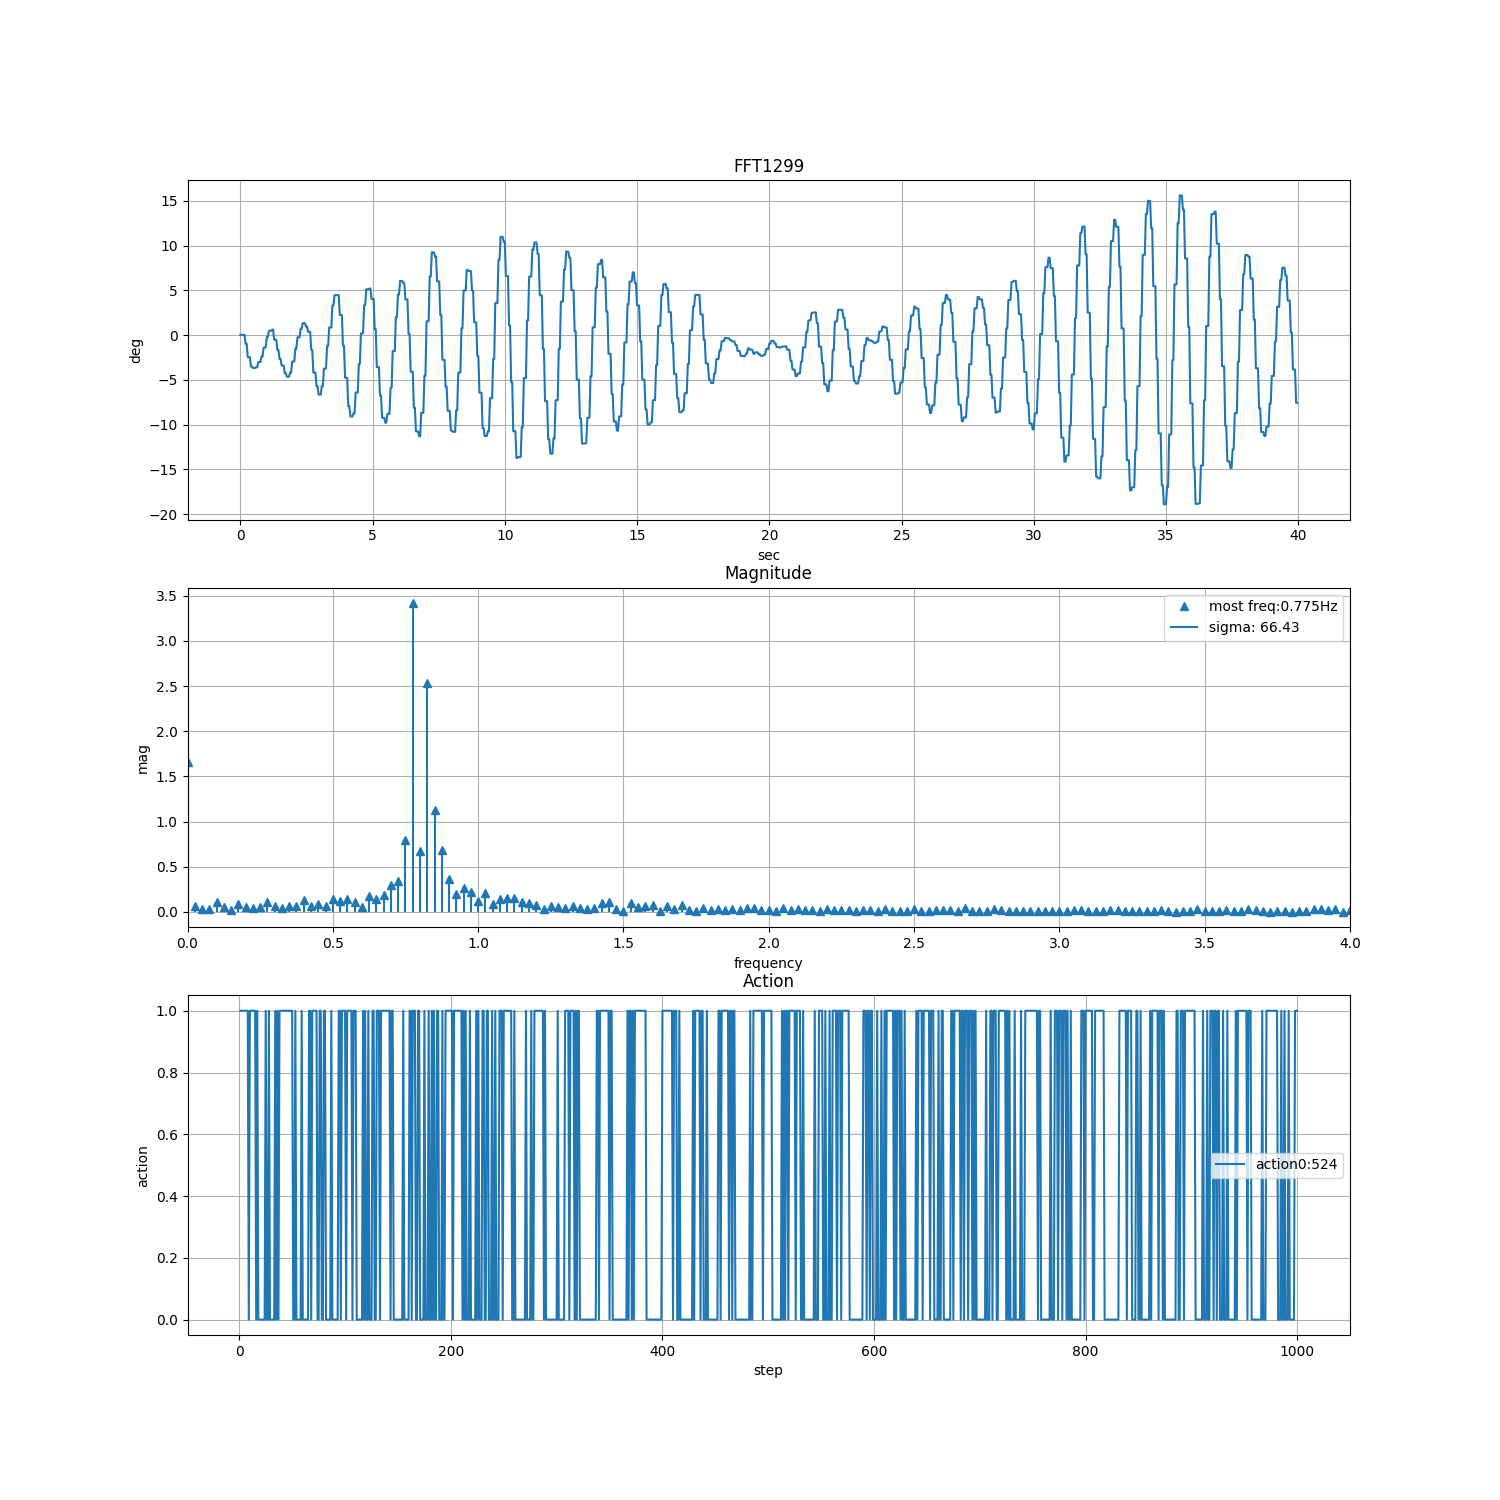 FFT1299
15
10
5
0
−5
−10
−15
−20
deg
0 5 10 15 20 25 30 35 40
sec
Magnitude
3.5
3.0
2.5
2.0
1.5
1.0
0.5
0.0
mag
most freq:0.775Hz
sigma: 66.43
0.0 0.5 1.0 1.5 2.0 2.5 3.0 3.5 4.0
frequency
Action
1.0
0.8
0.6
0.4
0.2
0.0
action
action0:524
0 200 400 600 800 1000
step